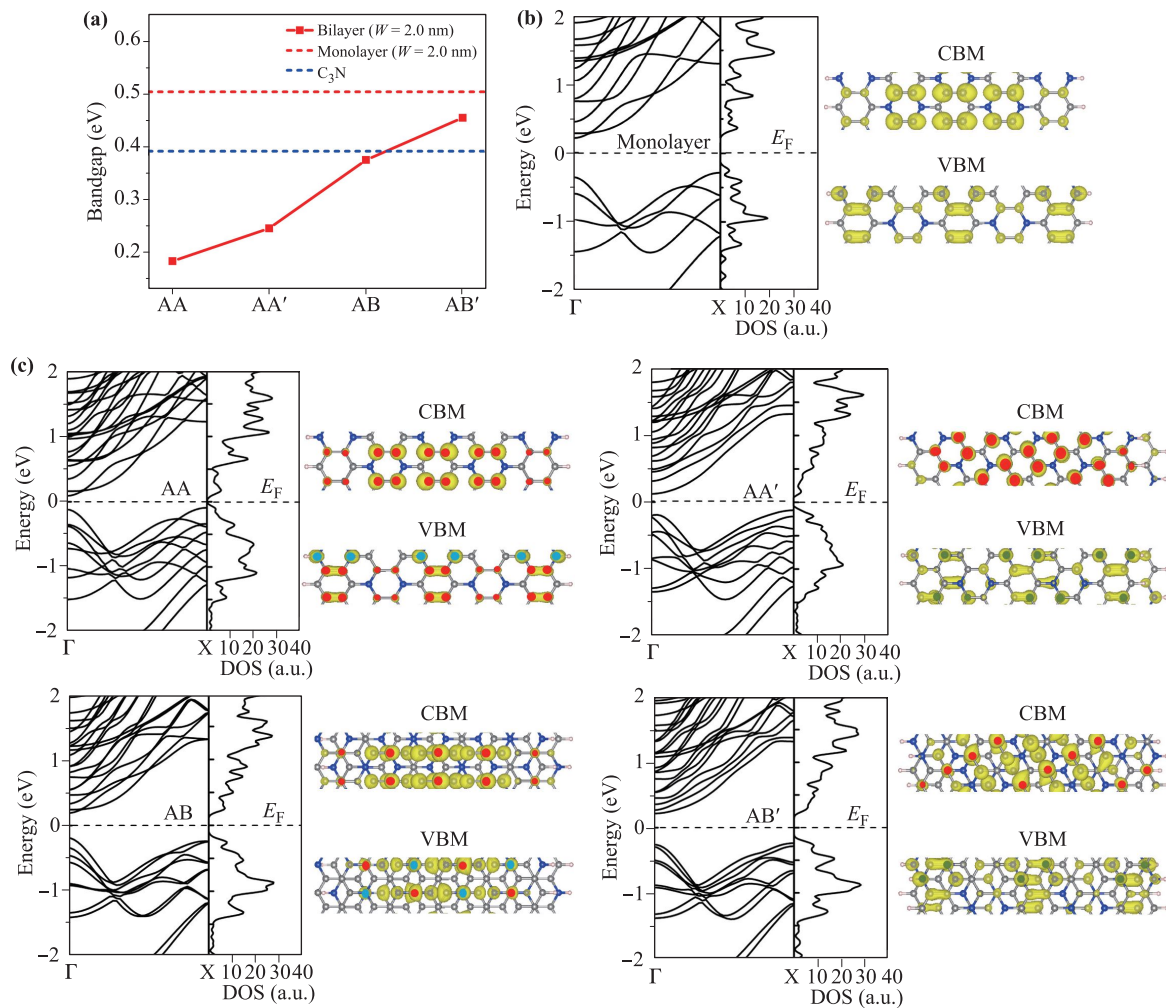 (a)
0.6
0.5
0.4
0.3
0.2
Bandgap (eV)
Bilayer (W = 2.0 nm)
Monolayer (W = 2.0 nm)
C₃N
AA
AA′
AB
AB′
(b)
2
1
0
−1
−2
Energy (eV)
Monolayer
E_F
Γ
X
10 20 30 40
DOS (a.u.)
CBM
VBM
(c)
2
1
0
−1
−2
Energy (eV)
AA
E_F
Γ
X
10 20 30 40
DOS (a.u.)
CBM
VBM
2
1
0
−1
−2
Energy (eV)
AA′
E_F
Γ
X
10 20 30 40
DOS (a.u.)
CBM
VBM
2
1
0
−1
−2
Energy (eV)
AB
E_F
Γ
X
10 20 30 40
DOS (a.u.)
CBM
VBM
2
1
0
−1
−2
Energy (eV)
AB′
E_F
Γ
X
10 20 30 40
DOS (a.u.)
CBM
VBM